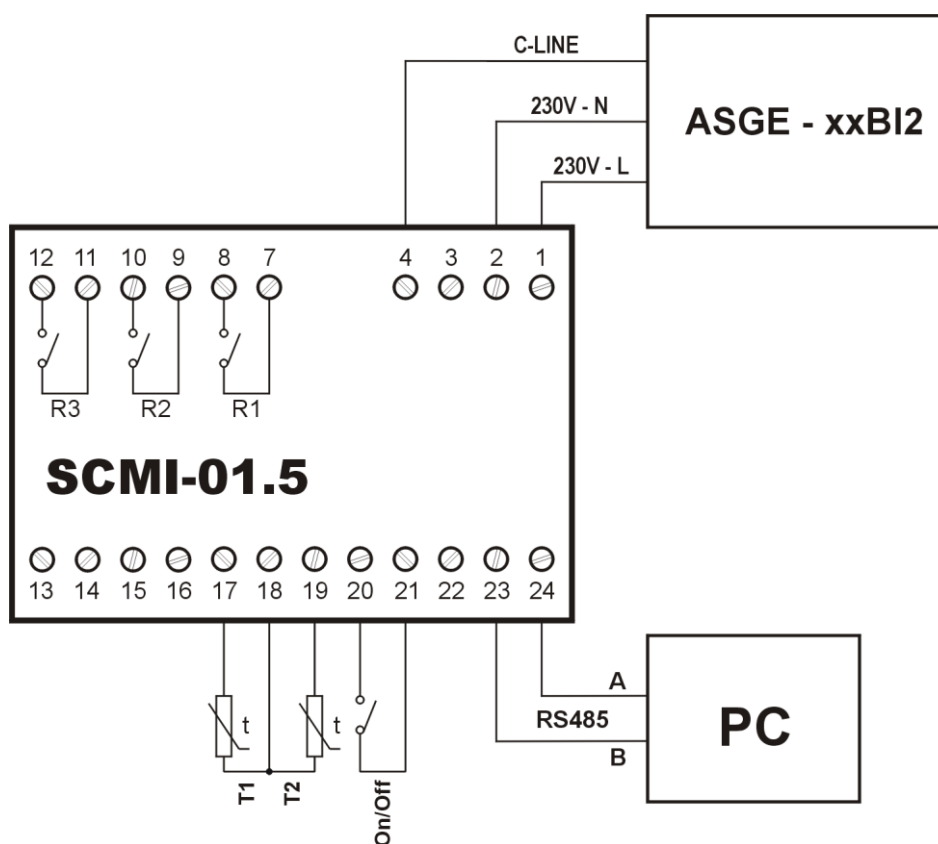 C-LINE
230V - N
230V - L
ASGE - xxBI2
12 11 10 9 8 7 4 3 2 1
R3 R2 R1
SCMI-01.5
13 14 15 16 17 18 19 20 21 22 23 24
t t
T1 T2 On/Off
A
RS485
B
PC